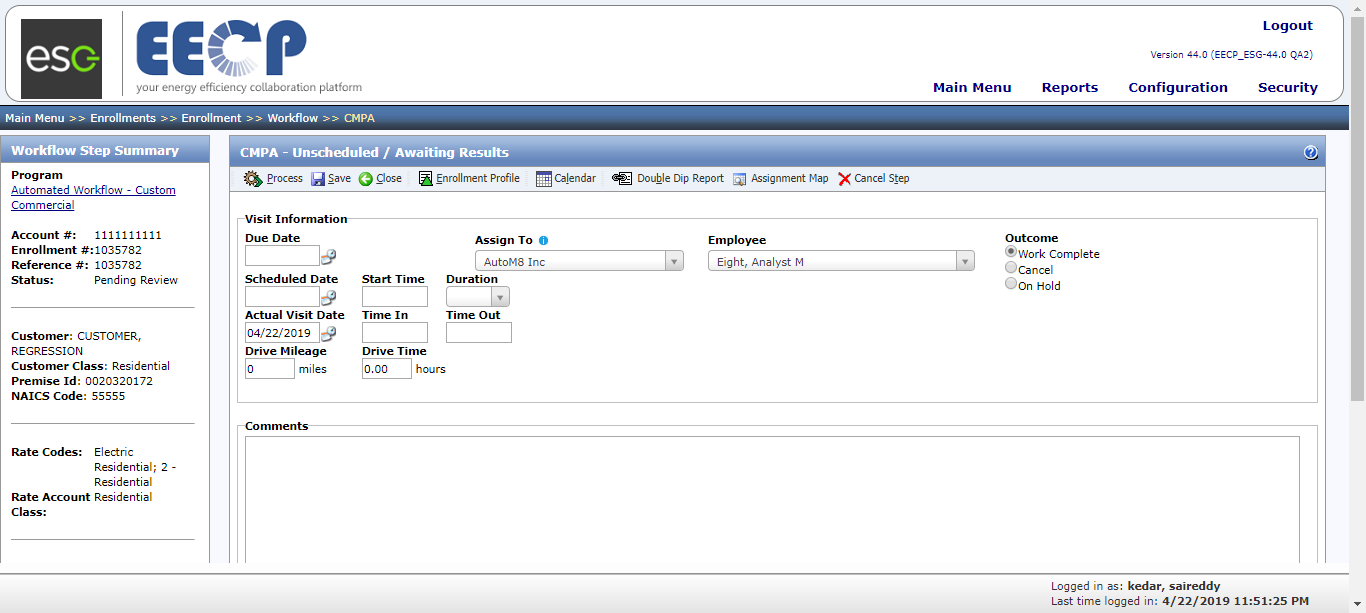 Logout
esc
EECP
your energy efficiency collaboration platform
Version 44.0 (EECP_ESG-44.0 QA2)
Main Menu Reports Configuration Security
Main Menu >> Enrollments >> Enrollment >> Workflow >> CMPA
Workflow Step Summary
Program
Automated Workflow - Custom
Commercial
Account #: 1111111111
Enrollment #:1035782
Reference #: 1035782
Status: Pending Review
Customer: CUSTOMER,
REGRESSION
Customer Class: Residential
Premise Id: 0020320172
NAICS Code: 55555
Rate Codes: Electric
Residential; 2 -
Residential
Rate Account Residential
Class:
CMPA - Unscheduled / Awaiting Results
?
Process Save Close Enrollment Profile Calendar Double Dip Report Assignment Map Cancel Step
Visit Information
Due Date
Assign To i
Employee
Outcome
AutoM8 Inc
Eight, Analyst M
Work Complete
Cancel
On Hold
Scheduled Date Start Time Duration
Actual Visit Date Time In Time Out
04/22/2019
Drive Mileage Drive Time
0 miles 0.00 hours
Comments
Logged in as: kedar, saireddy
Last time logged in: 4/22/2019 11:51:25 PM